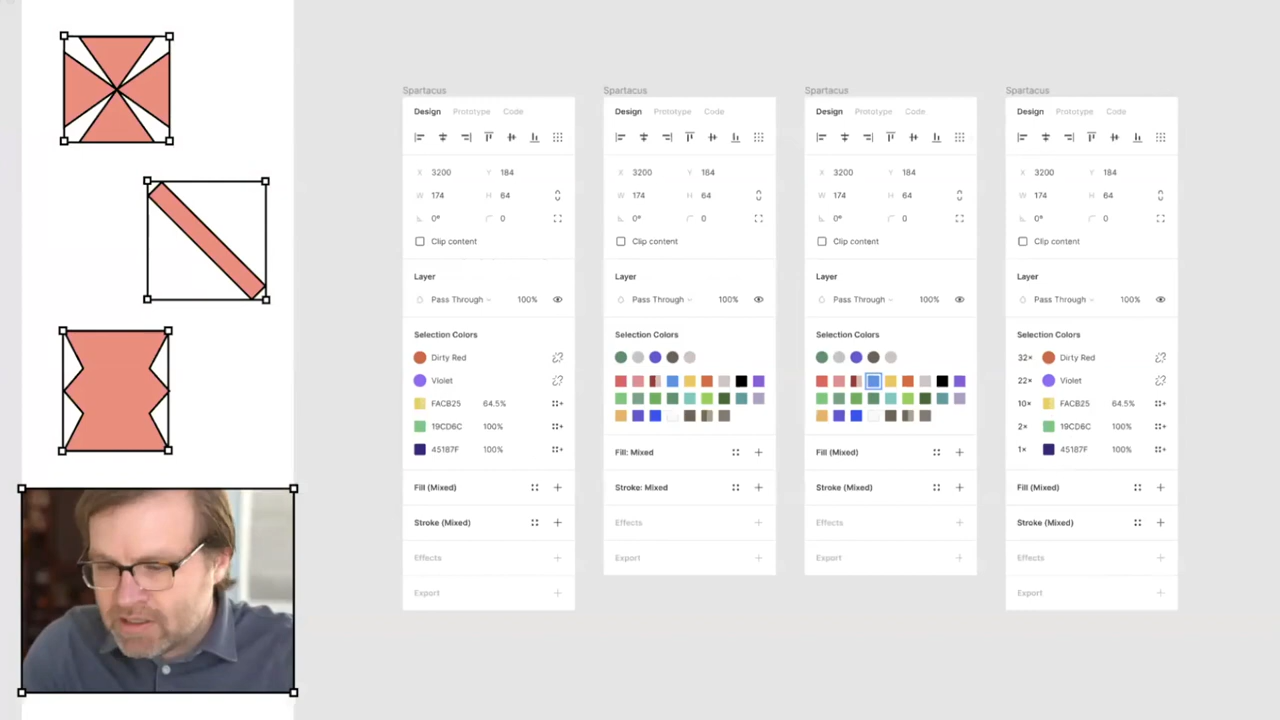 Spartacus
Design Prototype Code
X 3200 Y 184
W 174 H 64
0° 0
Clip content
Layer
Pass Through 100%
Selection Colors
Dirty Red
Violet
FACB25 64.5%
19CD6C 100%
45187F 100%
Fill (Mixed)
Stroke (Mixed)
Effects
Export
Spartacus
Design Prototype Code
X 3200 Y 184
W 174 H 64
0° 0
Clip content
Layer
Pass Through 100%
Selection Colors
Fill: Mixed
Stroke: Mixed
Effects
Export
Spartacus
Design Prototype Code
X 3200 Y 184
W 174 H 64
0° 0
Clip content
Layer
Pass Through 100%
Selection Colors
Fill (Mixed)
Stroke (Mixed)
Effects
Export
Spartacus
Design Prototype Code
X 3200 Y 184
W 174 H 64
0° 0
Clip content
Layer
Pass Through 100%
Selection Colors
32× Dirty Red
22× Violet
10× FACB25 64.5%
2× 19CD6C 100%
1× 45187F 100%
Fill (Mixed)
Stroke (Mixed)
Effects
Export